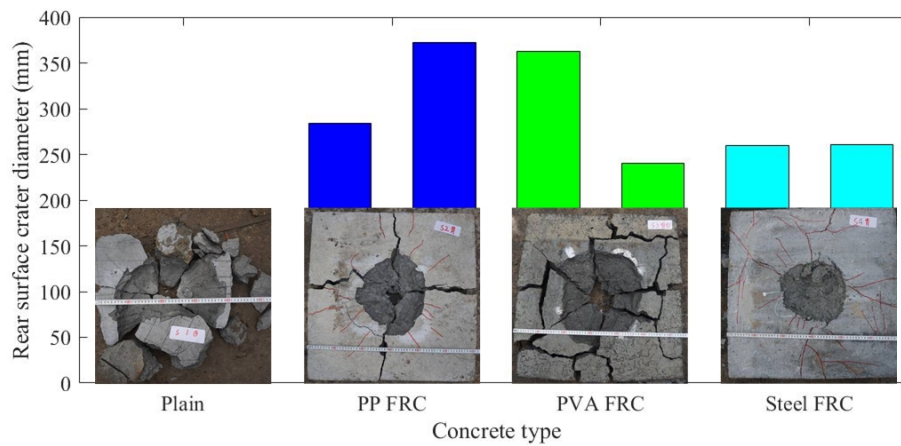 400
350
300
250
200
150
100
50
0
Rear surface crater diameter (mm)
Plain
PP FRC
PVA FRC
Steel FRC
Concrete type